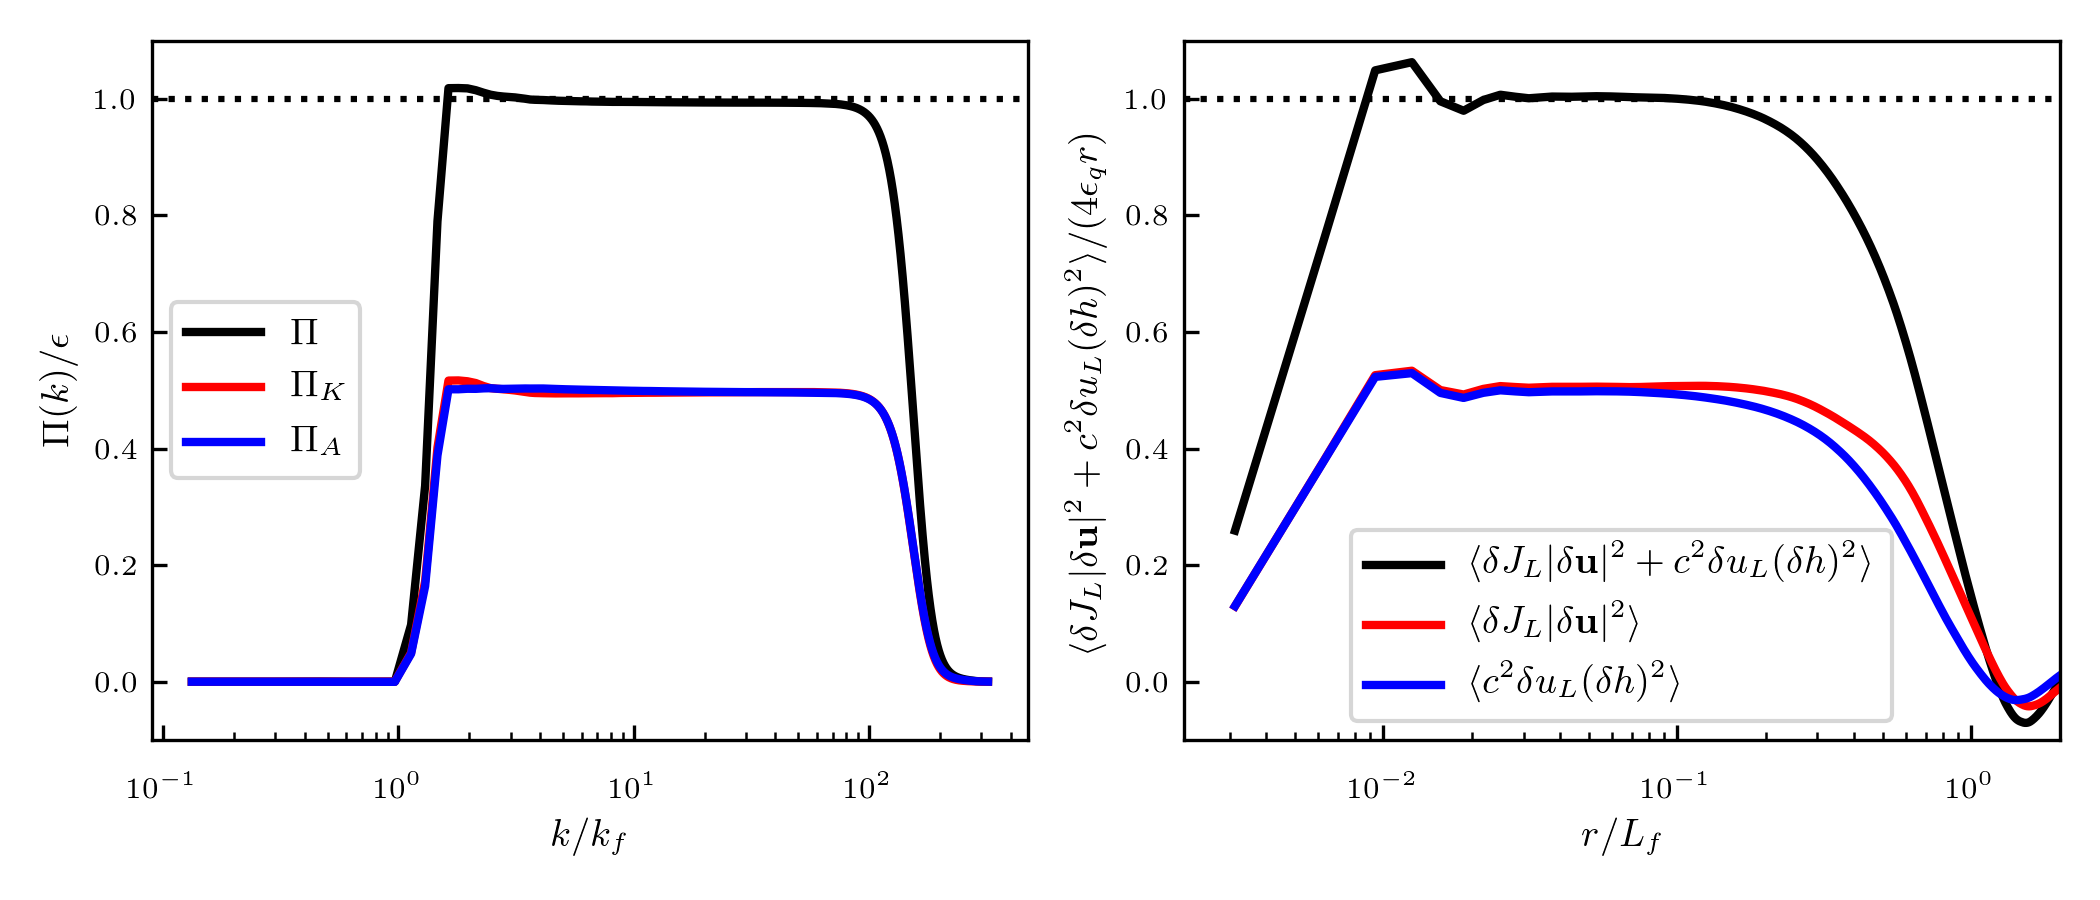 Π(k)/ϵ
1.0
0.8
0.6
0.4
0.2
0.0
Π
Π_K
Π_A
10^{-1}
10^0
10^1
10^2
k/k_f
⟨δJ_L|δ𝐮|^2 + c^2δu_L(δh)^2⟩/(4ϵ_q r)
1.0
0.8
0.6
0.4
0.2
0.0
⟨δJ_L|δ𝐮|^2 + c^2δu_L(δh)^2⟩
⟨δJ_L|δ𝐮|^2⟩
⟨c^2δu_L(δh)^2⟩
10^{-2}
10^{-1}
10^0
r/L_f